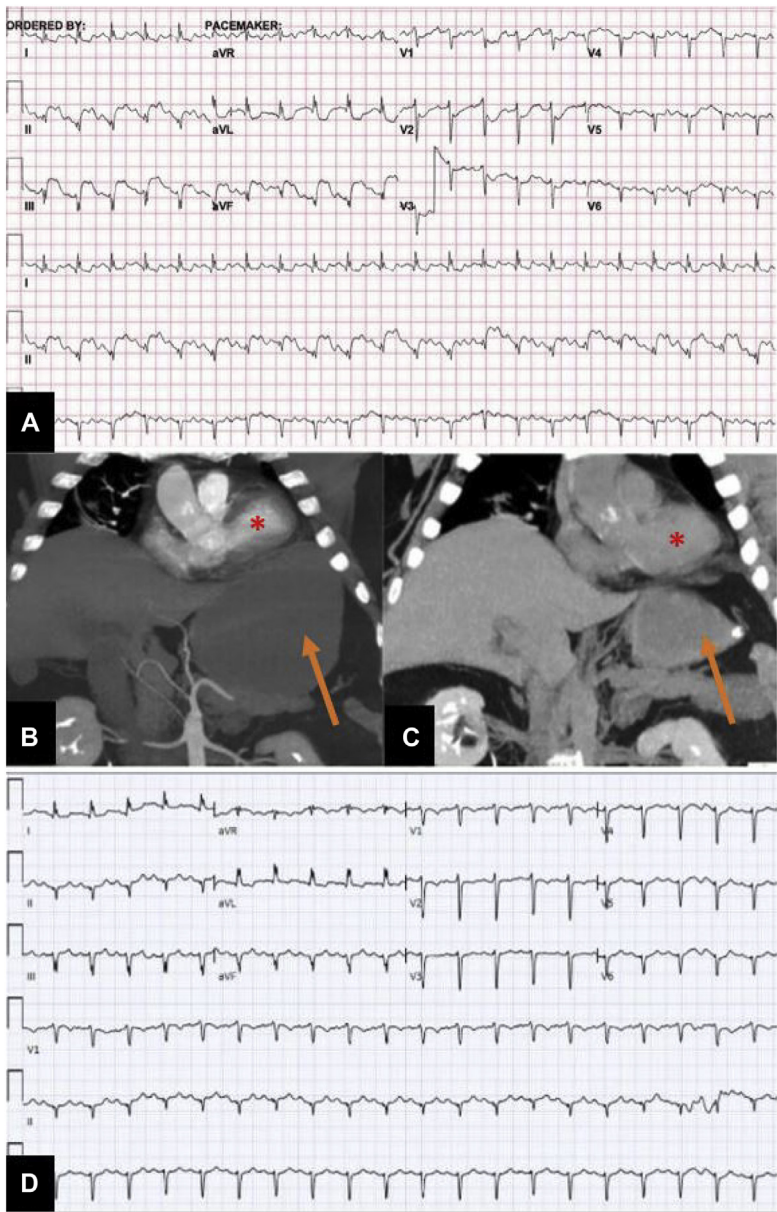 ORDERED BY: PACEMAKER:
I aVR V1 V4
II aVL V2 V5
III aVF V3 V6
I
II
A
*
*
B
C
I aVR V1 V4
II aVL V2 V5
III aVF V3 V6
V1
II
D